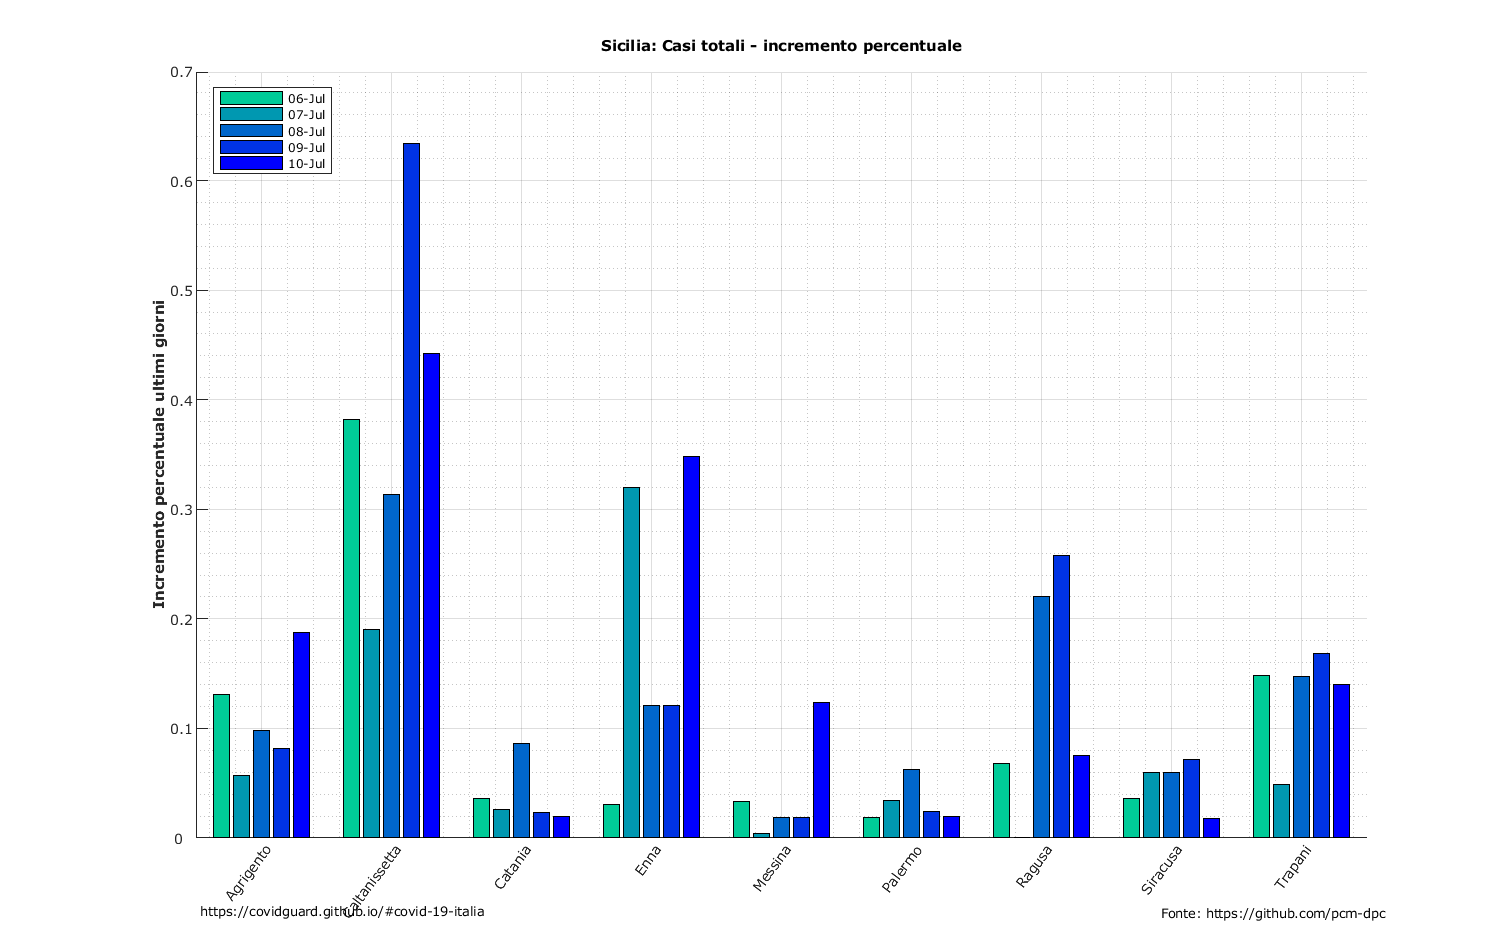 Sicilia: Casi totali - incremento percentuale
Incremento percentuale ultimi giorni
0.7
0.6
0.5
0.4
0.3
0.2
0.1
0
06-Jul
07-Jul
08-Jul
09-Jul
10-Jul
Agrigento
Caltanissetta
Catania
Enna
Messina
Palermo
Ragusa
Siracusa
Trapani
https://covidguard.github.io/#covid-19-italia
Fonte: https://github.com/pcm-dpc